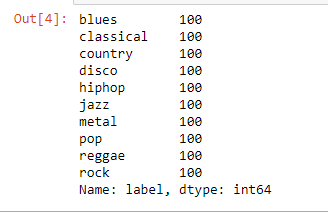 Out[4]: blues 100
classical 100
country 100
disco 100
hiphop 100
jazz 100
metal 100
pop 100
reggae 100
rock 100
Name: label, dtype: int64